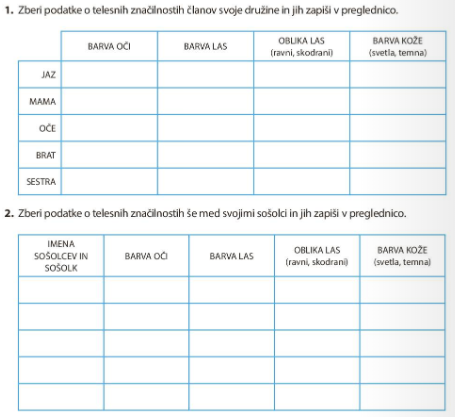 1. Zberi podatke o telesnih značilnostih članov svoje družine in jih zapiši v preglednico.
BARVA OČI
BARVA LAS
OBLIKA LAS
(ravni, skodrani)
BARVA KOŽE
(svetla, temna)
JAZ
MAMA
OČE
BRAT
SESTRA
2. Zberi podatke o telesnih značilnostih še med svojimi sošolci in jih zapiši v preglednico.
IMENA
SOŠOLCEV IN
SOŠOLK
BARVA OČI
BARVA LAS
OBLIKA LAS
(ravni, skodrani)
BARVA KOŽE
(svetla, temna)